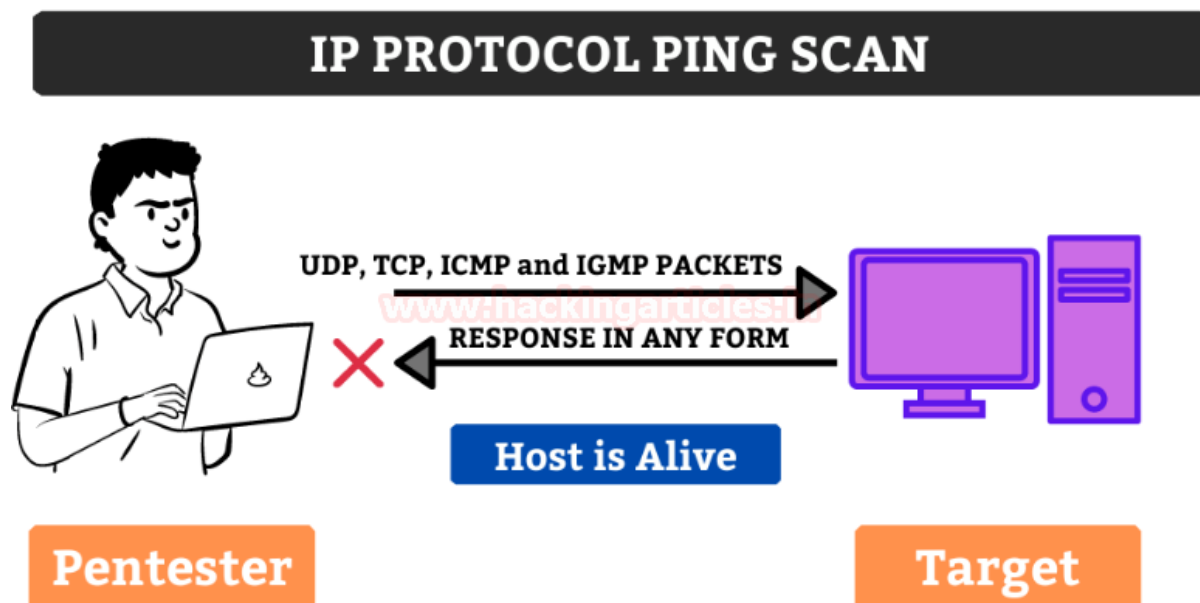 IP PROTOCOL PING SCAN
UDP, TCP, ICMP and IGMP PACKETS
www.hackingarticles.in
RESPONSE IN ANY FORM
Host is Alive
Pentester
Target